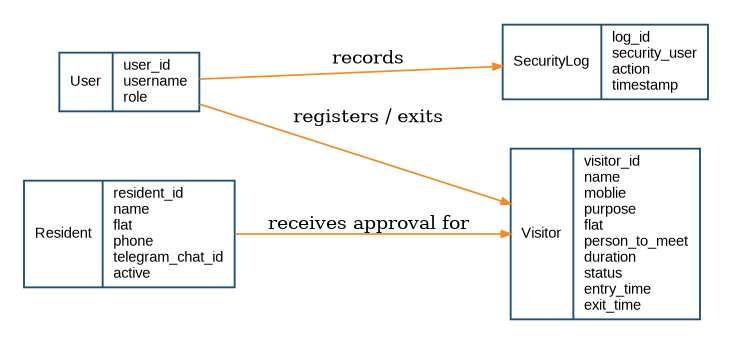 User
user_id
username
role
records
SecurityLog
log_id
security_user
action
timestamp
registers / exits
Resident
resident_id
name
flat
phone
telegram_chat_id
active
receives approval for
Visitor
visitor_id
name
moblie
purpose
flat
person_to_meet
duration
status
entry_time
exit_time